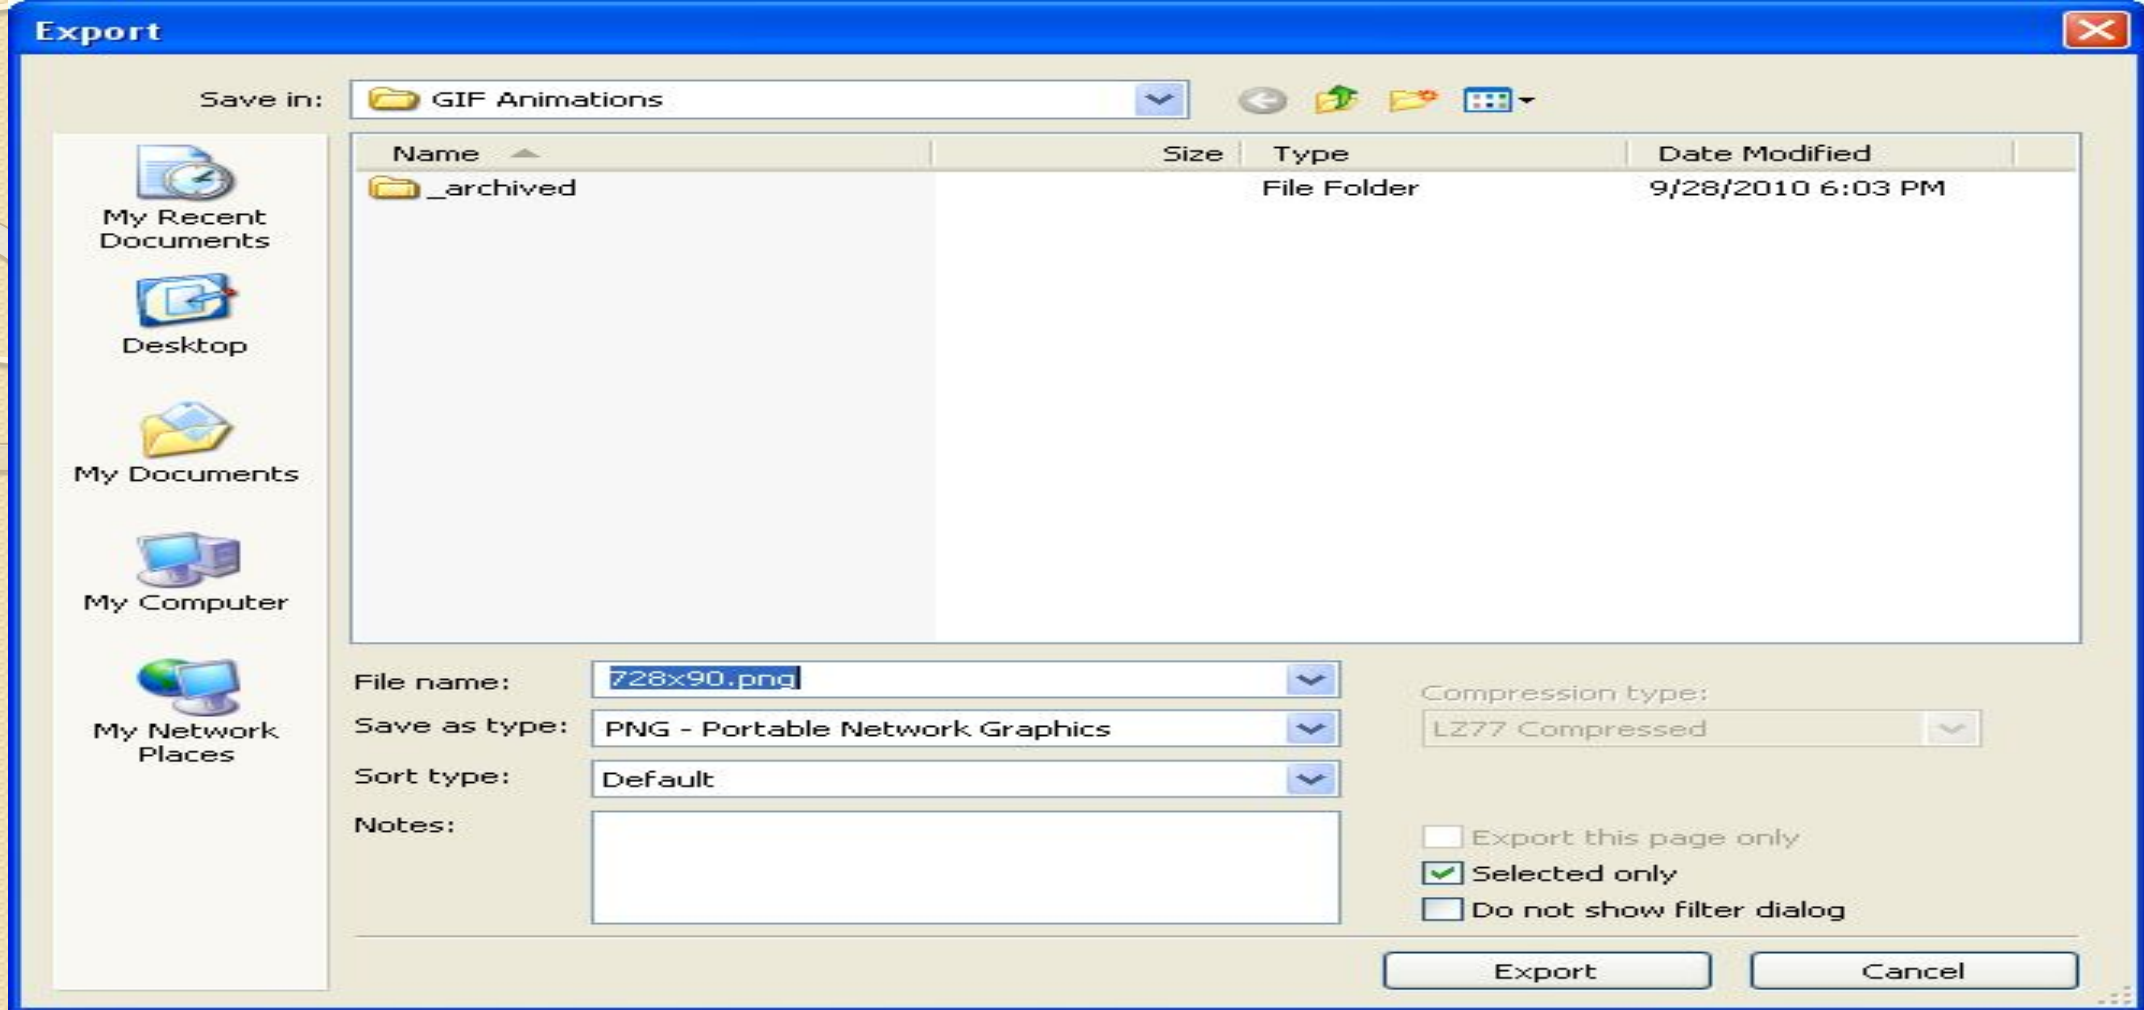 Export
Save in: GIF Animations
Name Size Type Date Modified
_archived File Folder 9/28/2010 6:03 PM
My Recent
Documents
Desktop
My Documents
My Computer
My Network
Places
File name: 728x90.png
Save as type: PNG - Portable Network Graphics
Sort type: Default
Notes:
Compression type:
LZ77 Compressed
Export this page only
Selected only
Do not show filter dialog
Export Cancel